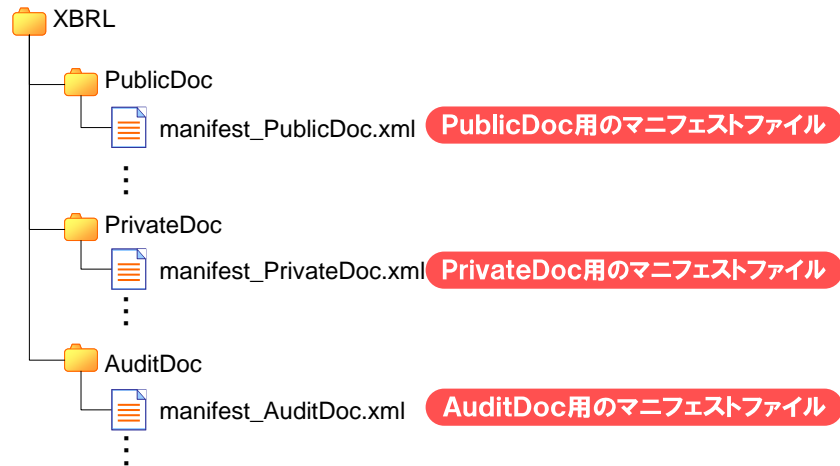 XBRL
PublicDoc
manifest_PublicDoc.xml PublicDoc用のマニフェストファイル
PrivateDoc
manifest_PrivateDoc.xml PrivateDoc用のマニフェストファイル
AuditDoc
manifest_AuditDoc.xml AuditDoc用のマニフェストファイル